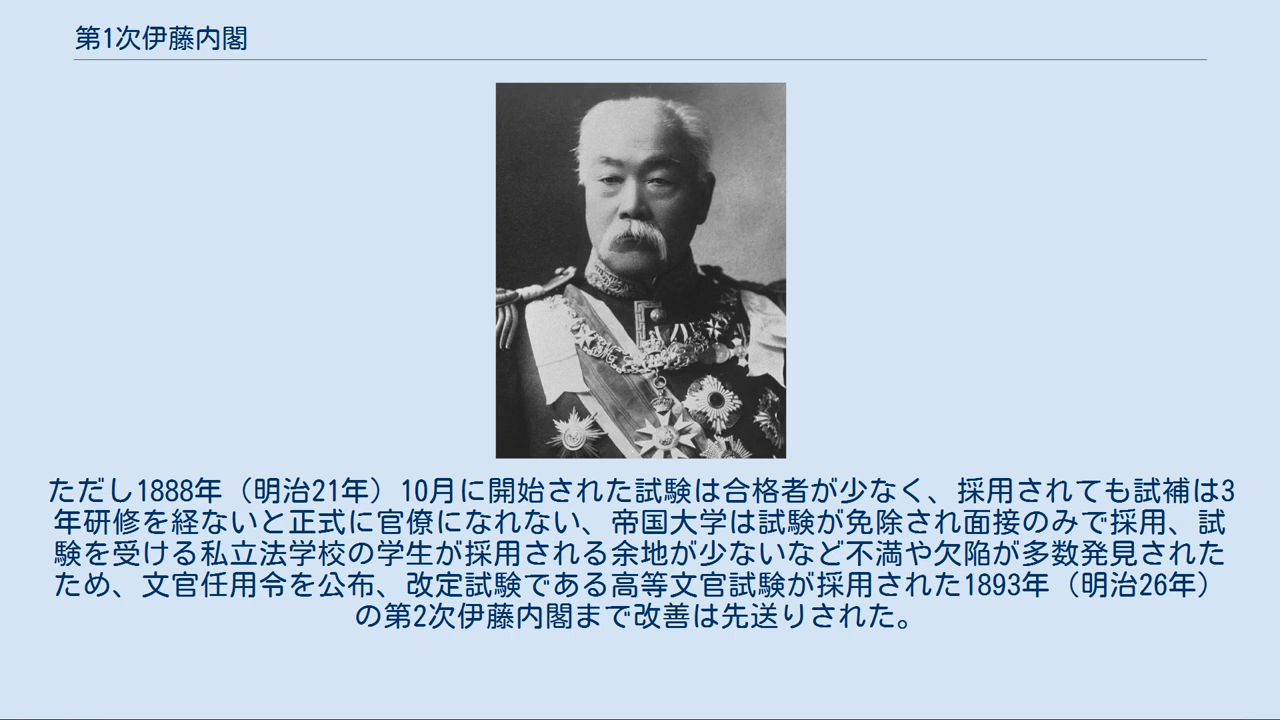 第1次伊藤内閣
ただし1888年（明治21年）10月に開始された試験は合格者が少なく、採用されても試補は3
年研修を経ないと正式に官僚になれない、帝国大学は試験が免除され面接のみで採用、試
験を受ける私立法学校の学生が採用される余地が少ないなど不満や欠陥が多数発見された
ため、文官任用令を公布、改定試験である高等文官試験が採用された1893年（明治26年）
の第2次伊藤内閣まで改善は先送りされた。